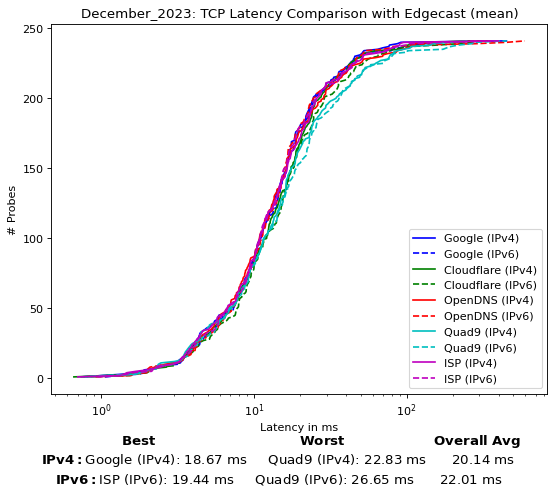 December_2023: TCP Latency Comparison with Edgecast (mean)
250
200
150
100
50
0
# Probes
10⁰
10¹
10²
Latency in ms
Google (IPv4)
Google (IPv6)
Cloudflare (IPv4)
Cloudflare (IPv6)
OpenDNS (IPv4)
OpenDNS (IPv6)
Quad9 (IPv4)
Quad9 (IPv6)
ISP (IPv4)
ISP (IPv6)
Best Worst Overall Avg
IPv4: Google (IPv4): 18.67 ms Quad9 (IPv4): 22.83 ms 20.14 ms
IPv6: ISP (IPv6): 19.44 ms Quad9 (IPv6): 26.65 ms 22.01 ms